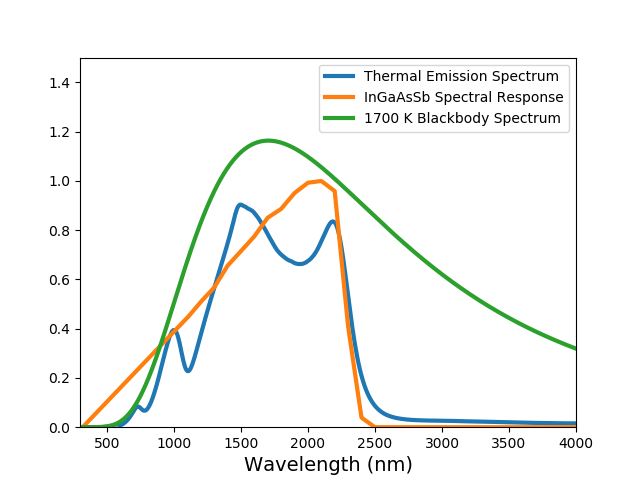 Thermal Emission Spectrum
InGaAsSb Spectral Response
1700 K Blackbody Spectrum
1.4
1.2
1.0
0.8
0.6
0.4
0.2
0.0
500 1000 1500 2000 2500 3000 3500 4000
Wavelength (nm)